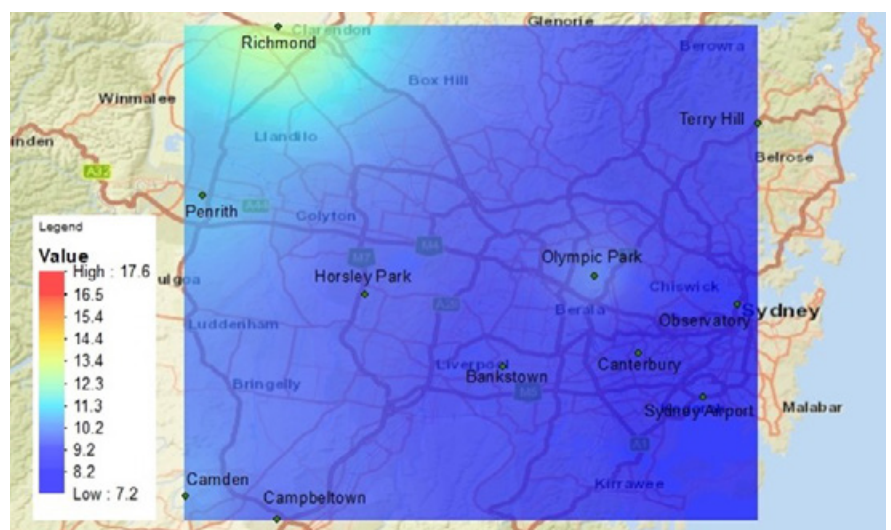 Glenorie
Clarendon
Richmond
Berowra
Box Hill
Winmalee
Terry Hill
Llandilo
inden
Belrose
A32
Penrith
A44
Colyton
Legend
Value
High : 17.6
16.5
15.4
14.4
13.4
12.3
11.3
10.2
9.2
8.2
Low : 7.2
ulgoa
M7
M4
Olympic Park
Horsley Park
Chiswick
A28
Berala
Observatory
Sydney
Luddenham
Liverpool
Canterbury
Bankstown
Bringelly
M5
Sydney Airport
Malabar
A1
Camden
Kirrawee
Campbeltown